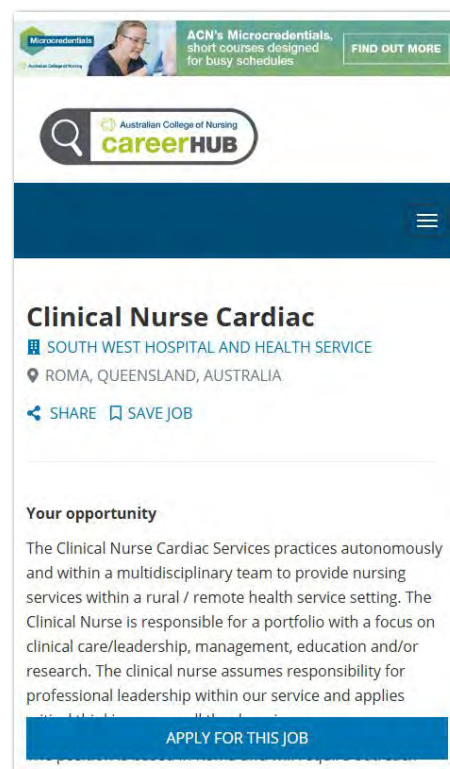 Microcredentials
Australian College of Nursing
ACN's Microcredentials,
short courses designed
for busy schedules
FIND OUT MORE
Australian College of Nursing
careerHUB
Clinical Nurse Cardiac
SOUTH WEST HOSPITAL AND HEALTH SERVICE
ROMA, QUEENSLAND, AUSTRALIA
SHARE SAVE JOB
Your opportunity
The Clinical Nurse Cardiac Services practices autonomously
and within a multidisciplinary team to provide nursing
services within a rural / remote health service setting. The
Clinical Nurse is responsible for a portfolio with a focus on
clinical care/leadership, management, education and/or
research. The clinical nurse assumes responsibility for
professional leadership within our service and applies
APPLY FOR THIS JOB